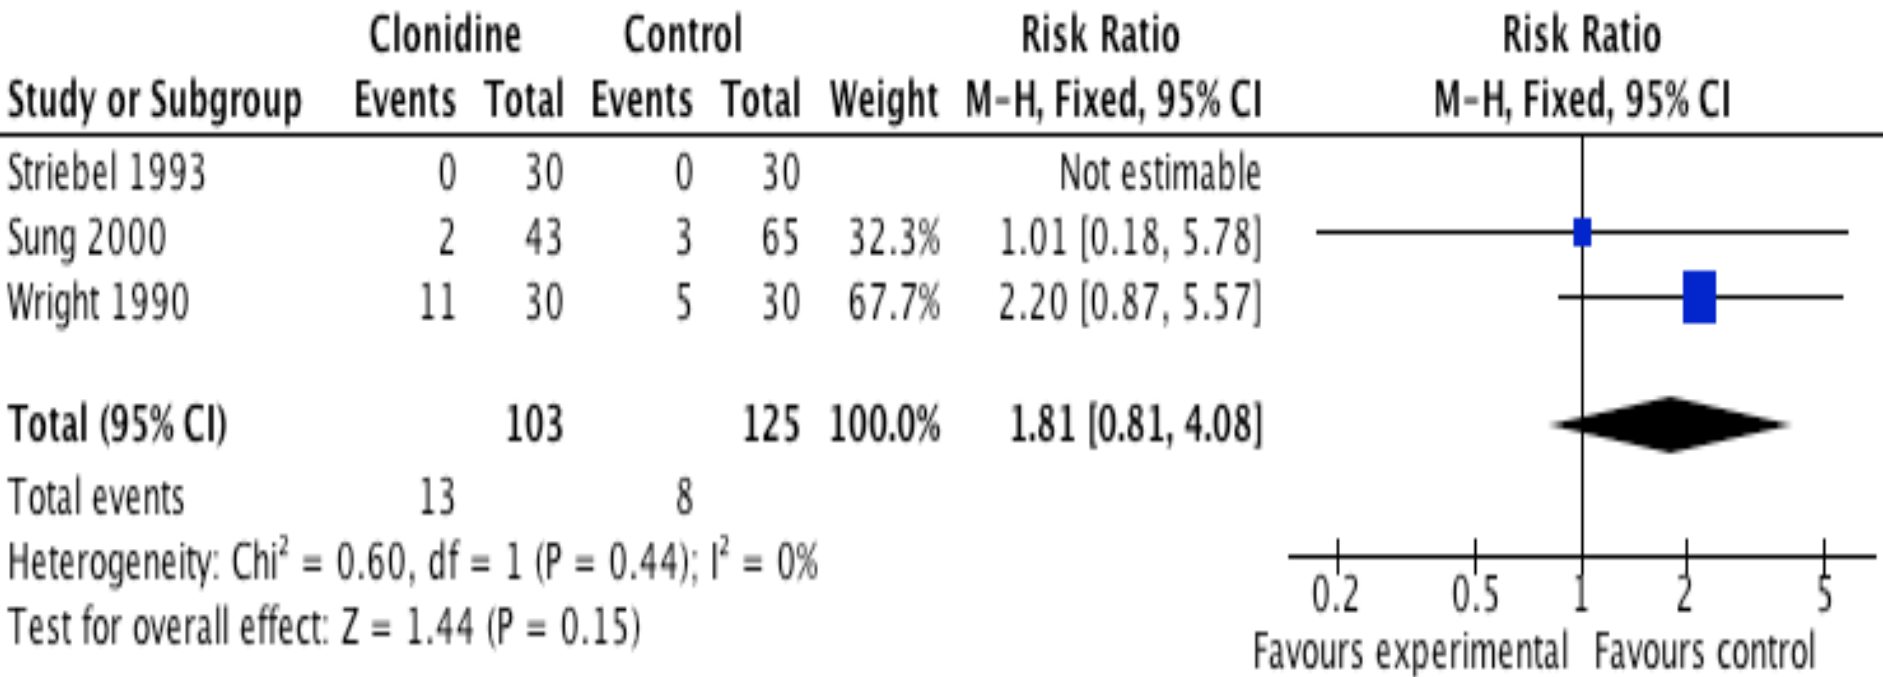 Clonidine Control Risk Ratio Risk Ratio
Study or Subgroup Events Total Events Total Weight M-H, Fixed, 95% CI M-H, Fixed, 95% CI
Striebel 1993 0 30 0 30 Not estimable
Sung 2000 2 43 3 65 32.3% 1.01 [0.18, 5.78]
Wright 1990 11 30 5 30 67.7% 2.20 [0.87, 5.57]
Total (95% CI) 103 125 100.0% 1.81 [0.81, 4.08]
Total events 13 8
Heterogeneity: Chi² = 0.60, df = 1 (P = 0.44); I² = 0%
Test for overall effect: Z = 1.44 (P = 0.15)
0.2 0.5 1 2 5
Favours experimental Favours control